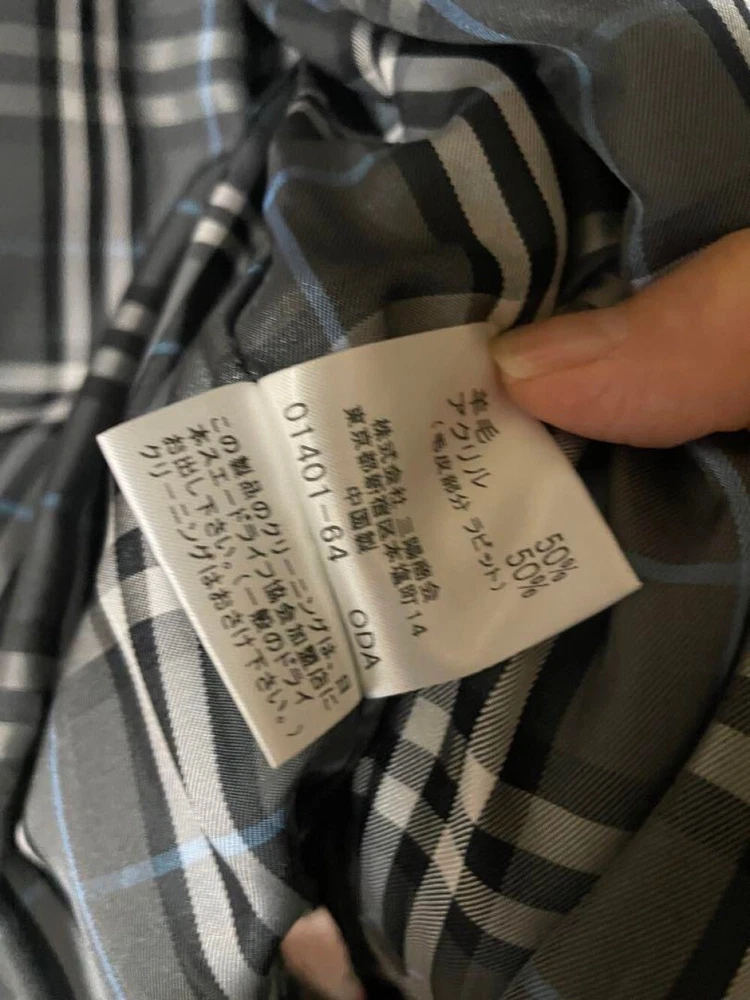 羊毛 50%
アクリル 50%
(毛皮部分 ラビット)
株式会社 三陽商会
東京都新宿区本塩町14
中国製
01401-64 ODA
この製品のクリーニングは、日
本スエードライフ協会加盟店に
お出し下さい。(一般のドライ
クリーニングはおさけ下さい。)